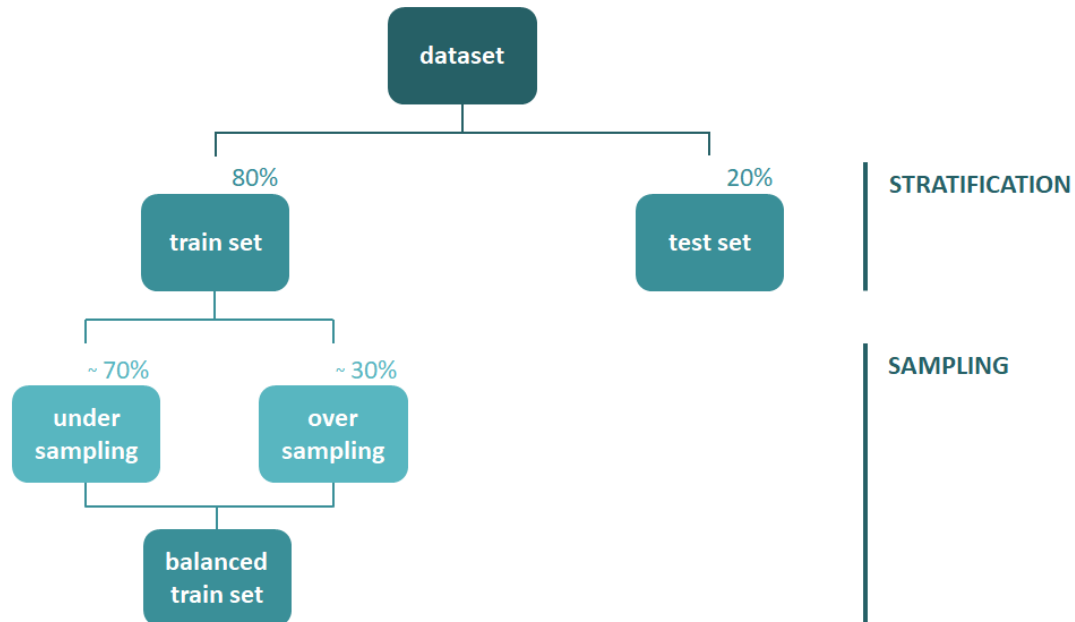 dataset
80%
20%
STRATIFICATION
train set
test set
~ 70%
~ 30%
SAMPLING
under
sampling
over
sampling
balanced
train set